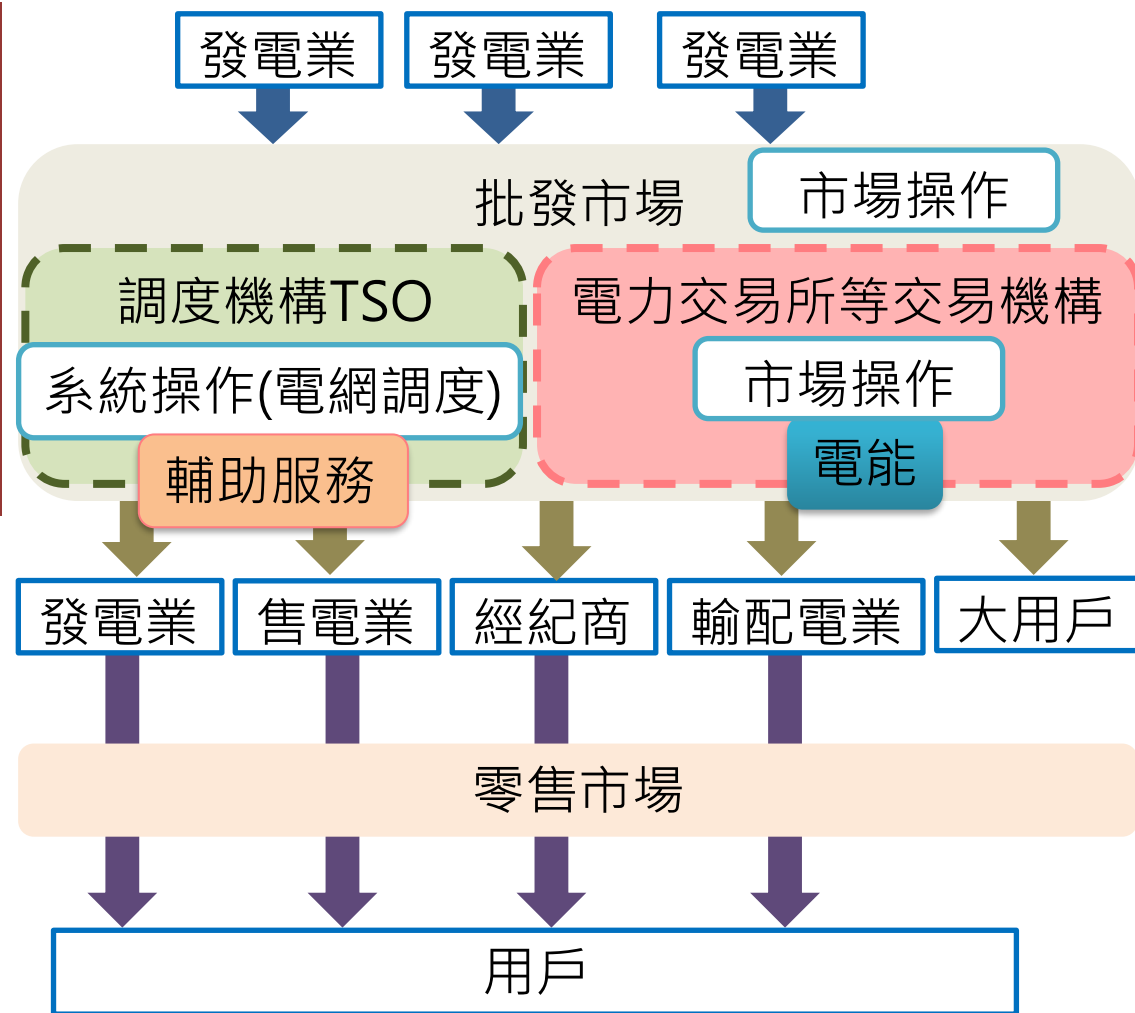 發電業
發電業
發電業
批發市場
市場操作
調度機構TSO
電力交易所等交易機構
系統操作(電網調度)
市場操作
輔助服務
電能
發電業
售電業
經紀商
輸配電業
大用戶
零售市場
用戶